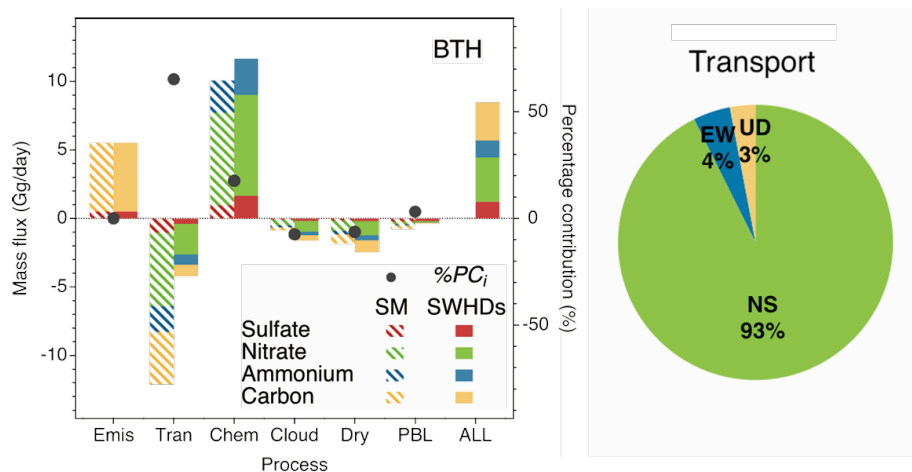 BTH
Mass flux (Gg/day)
10
5
0
-5
-10
50
0
-50
Percentage contribution (%)
%PCi
SM SWHDs
Sulfate
Nitrate
Ammonium
Carbon
Emis Tran Chem Cloud Dry PBL ALL
Process
Transport
EW
4%
UD
3%
NS
93%